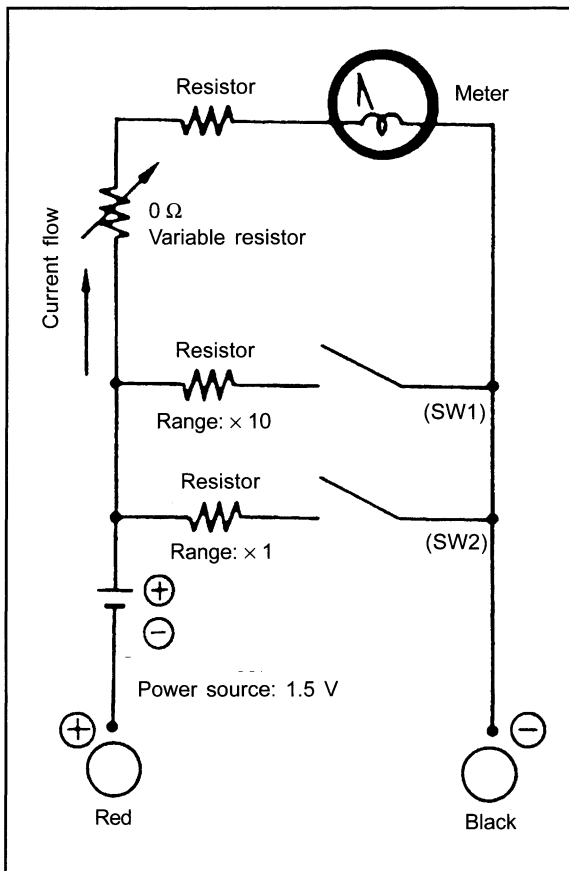 Resistor
Meter
0 Ω
Variable resistor
Current flow
Resistor
Range: × 10
(SW1)
Resistor
Range: × 1
(SW2)
+
−
Power source: 1.5 V
+
−
Red
Black